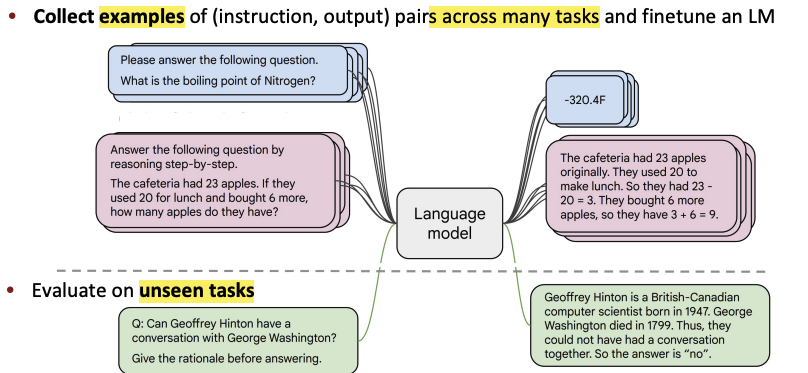 • Collect examples of (instruction, output) pairs across many tasks and finetune an LM
Please answer the following question.
What is the boiling point of Nitrogen?
-320.4F
Answer the following question by
reasoning step-by-step.
The cafeteria had 23 apples. If they
used 20 for lunch and bought 6 more,
how many apples do they have?
Language
model
The cafeteria had 23 apples
originally. They used 20 to
make lunch. So they had 23 -
20 = 3. They bought 6 more
apples, so they have 3 + 6 = 9.
• Evaluate on unseen tasks
Q: Can Geoffrey Hinton have a
conversation with George Washington?
Give the rationale before answering.
Geoffrey Hinton is a British-Canadian
computer scientist born in 1947. George
Washington died in 1799. Thus, they
could not have had a conversation
together. So the answer is “no”.